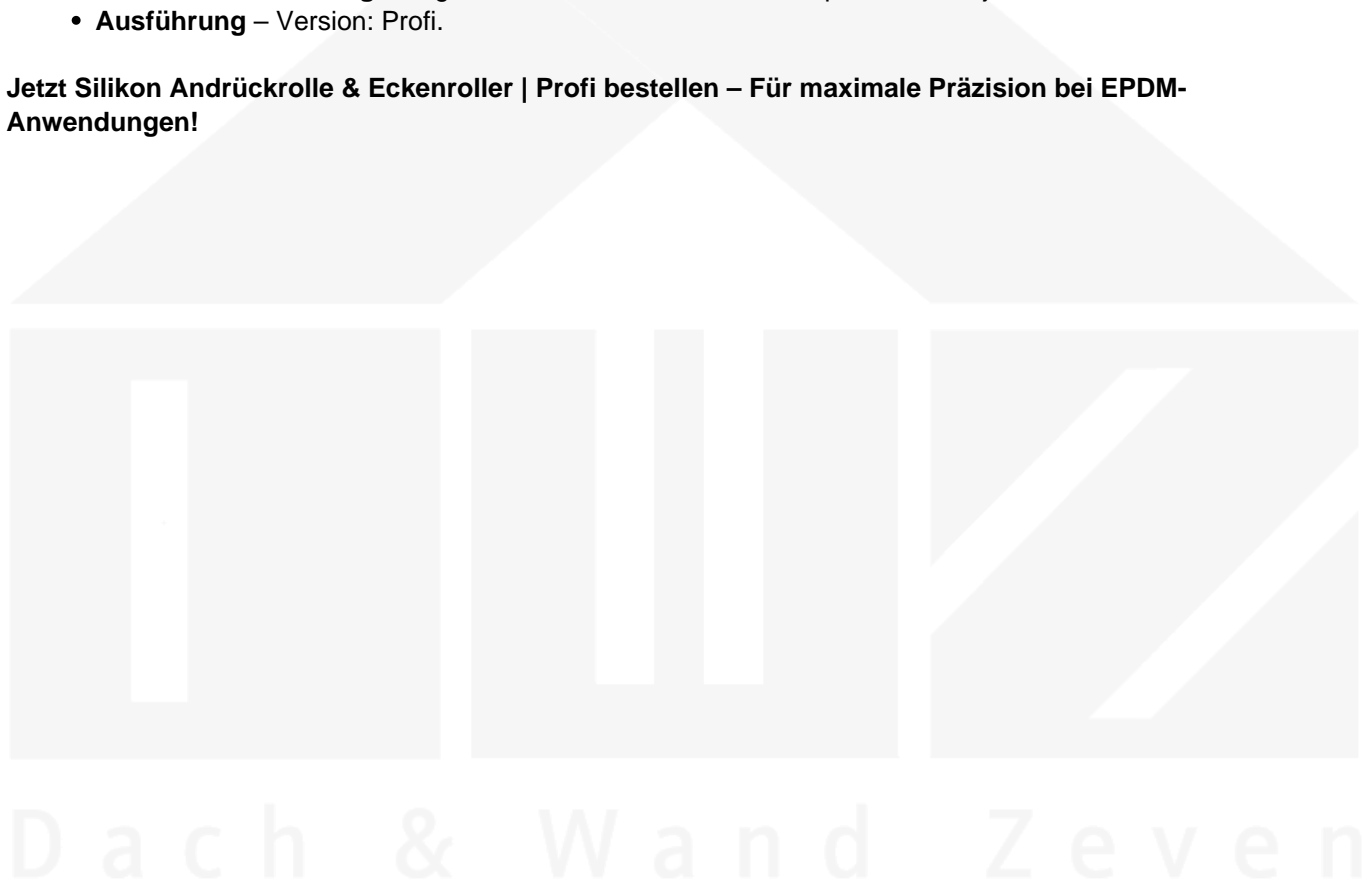 • Ausführung – Version: Profi.
Jetzt Silikon Andrückrolle & Eckenroller | Profi bestellen – Für maximale Präzision bei EPDM-
Anwendungen!
Dach & Wand Zeven